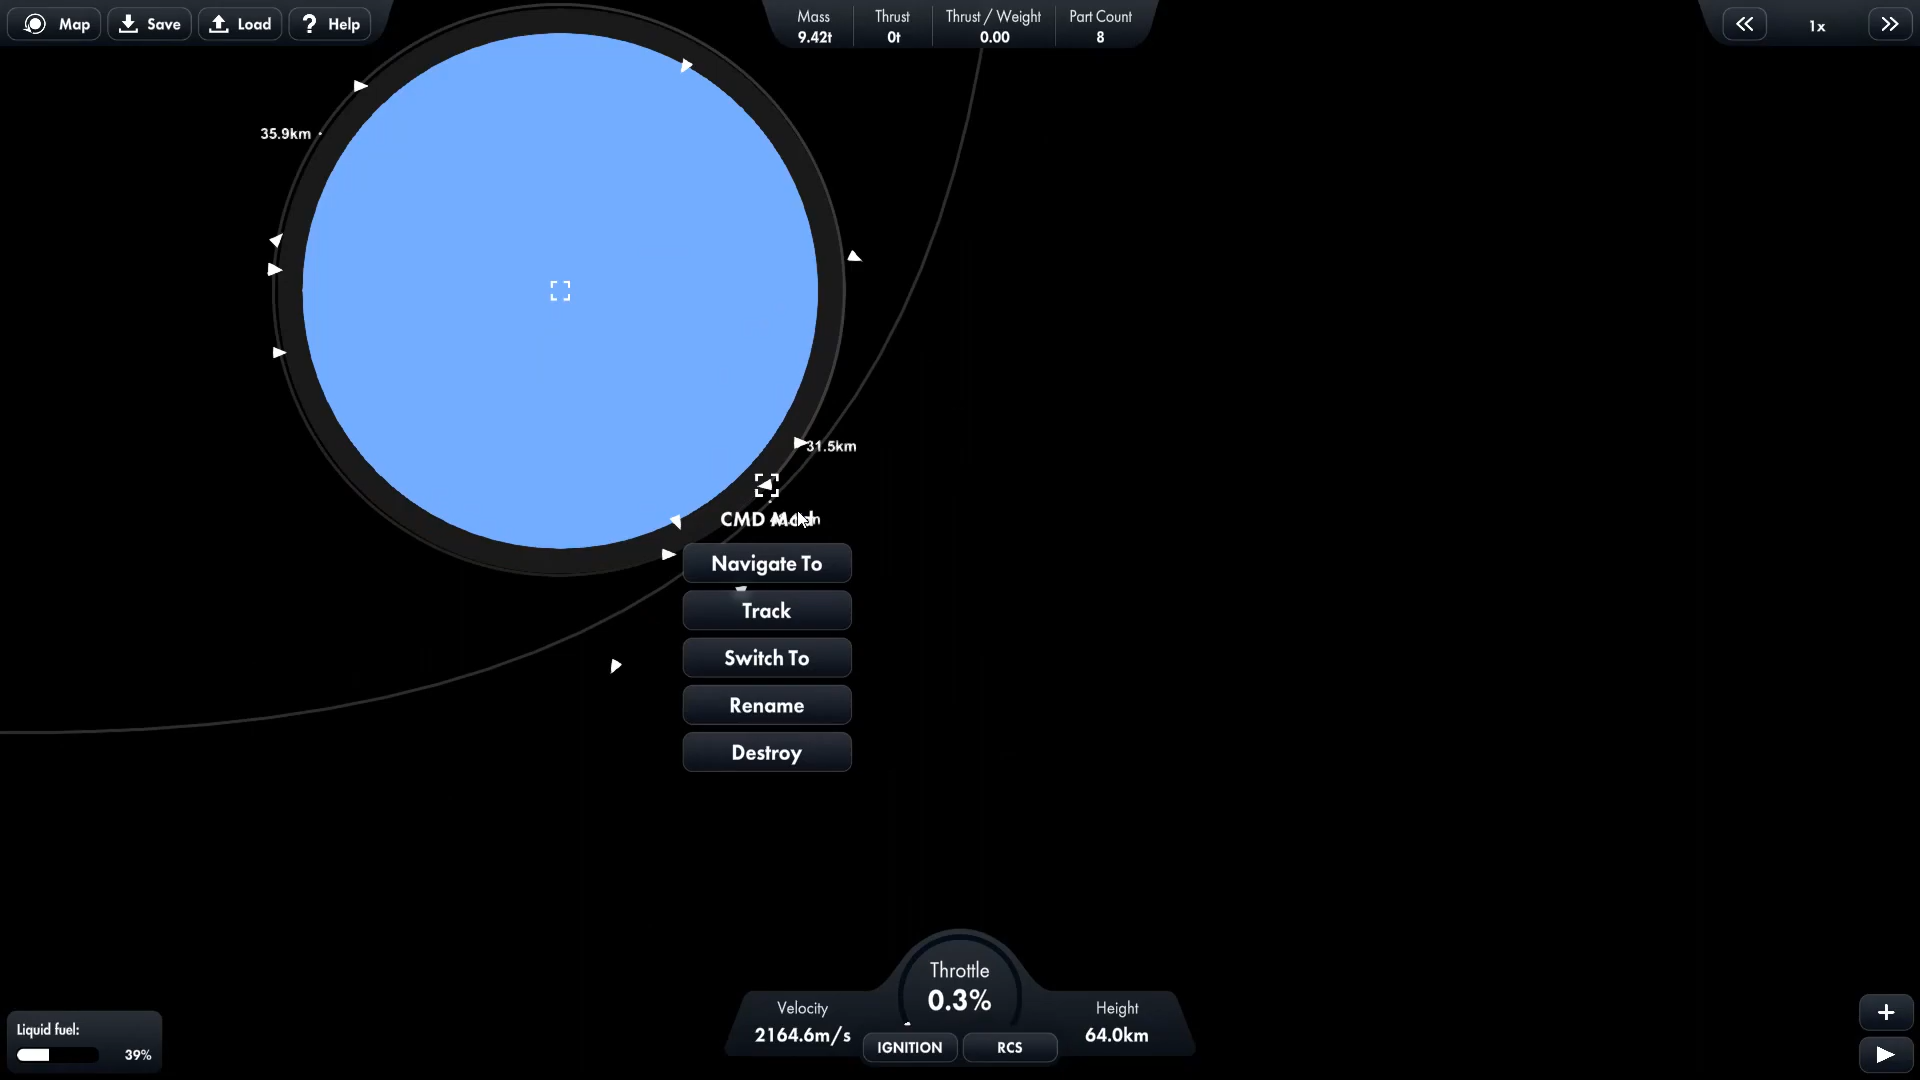 Map
Save
Load
Help
Mass
9.42t
Thrust
0t
Thrust / Weight
0.00
Part Count
8
1x
35.9km
31.5km
CMD
Navigate To
Track
Switch To
Rename
Destroy
Throttle
0.3%
Velocity
2164.6m/s
Height
64.0km
IGNITION
RCS
Liquid fuel:
39%